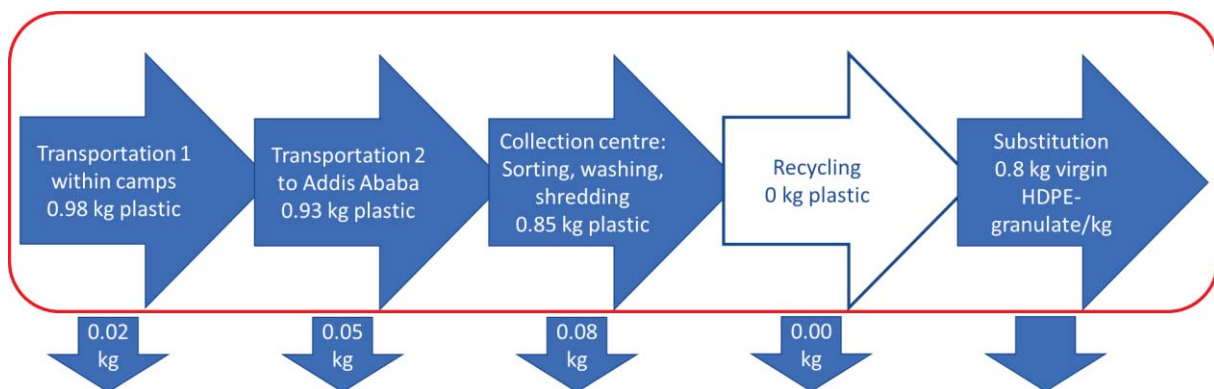 Transportation 1
within camps
0.98 kg plastic
Transportation 2
to Addis Ababa
0.93 kg plastic
Collection centre:
Sorting, washing,
shredding
0.85 kg plastic
Recycling
0 kg plastic
Substitution
0.8 kg virgin
HDPE-
granulate/kg
0.02
kg
0.05
kg
0.08
kg
0.00
kg